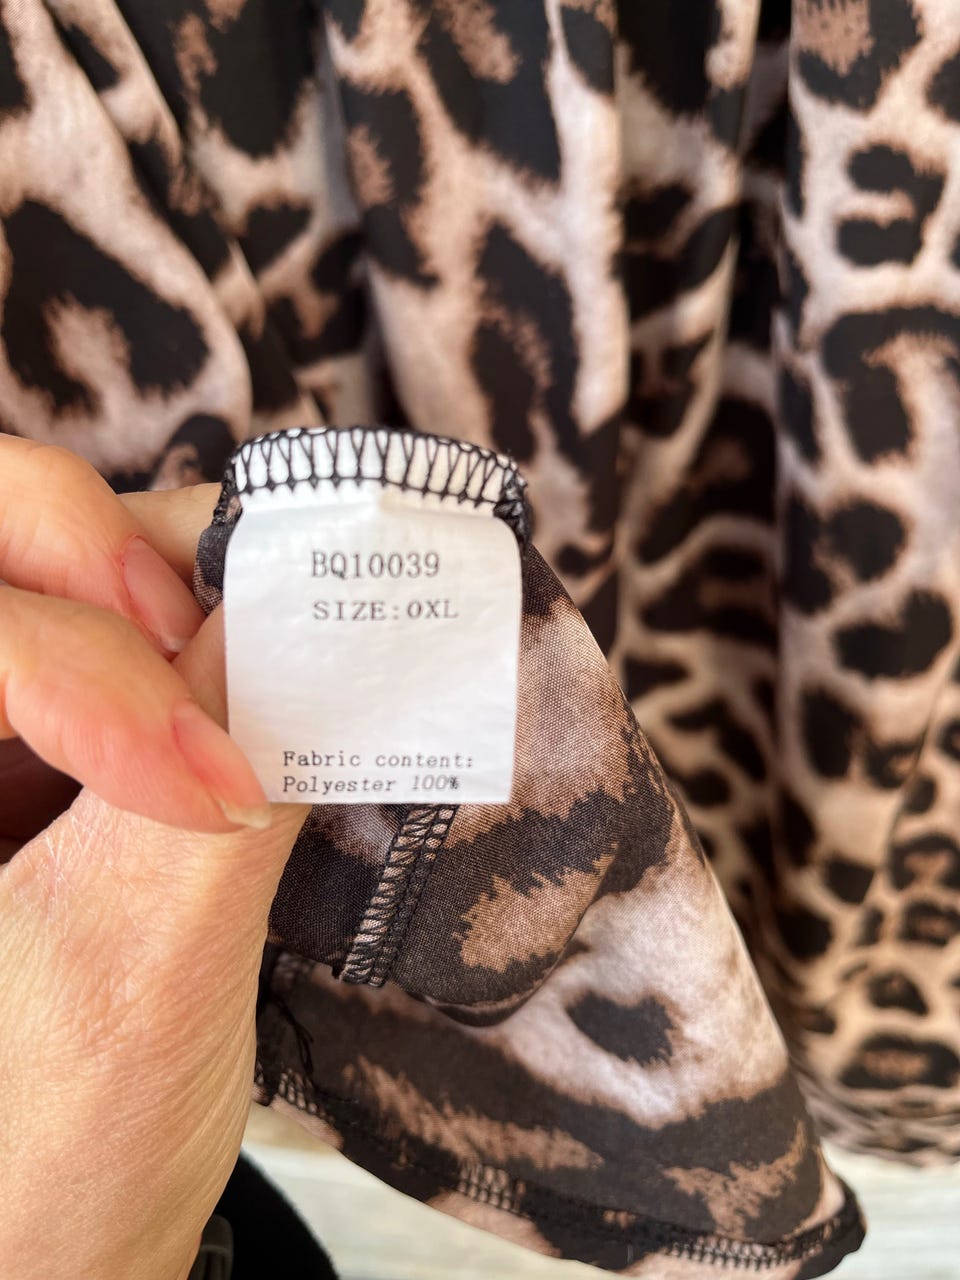 BQ10039
SIZE:0XL
Fabric content:
Polyester 100%